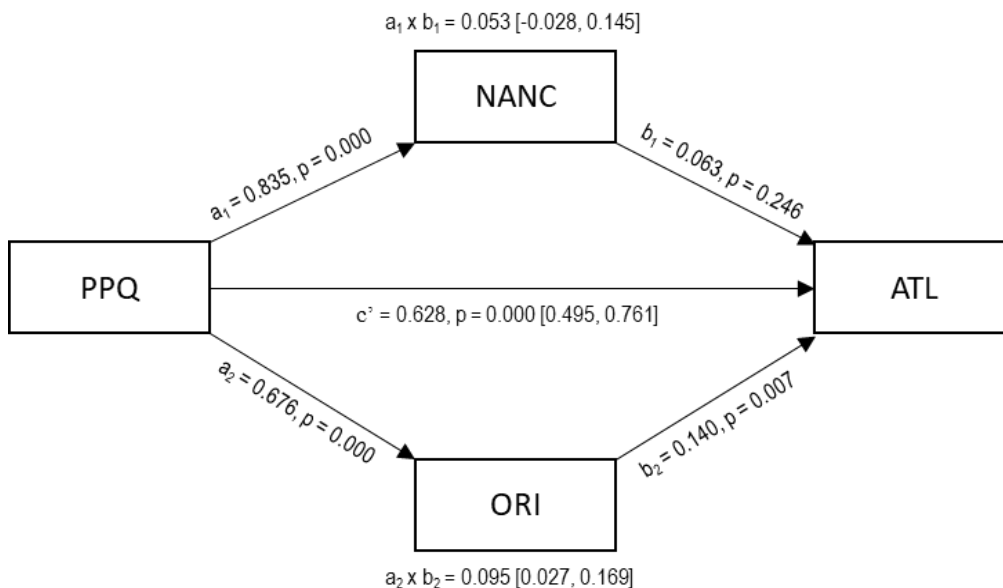 a₁ x b₁ = 0.053 [-0.028, 0.145]
NANC
a₁ = 0.835, p = 0.000
b₁ = 0.063, p = 0.246
PPQ
ATL
c’ = 0.628, p = 0.000 [0.495, 0.761]
a₂ = 0.676, p = 0.000
b₂ = 0.140, p = 0.007
ORI
a₂ x b₂ = 0.095 [0.027, 0.169]